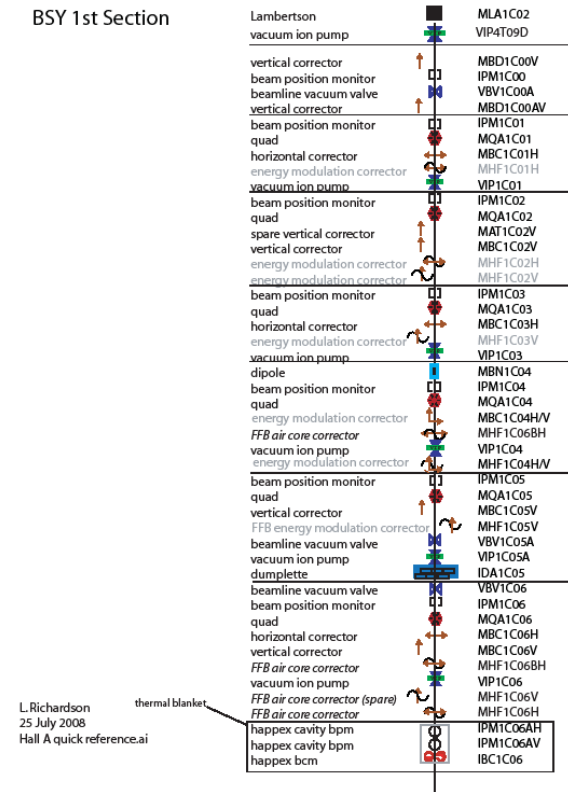 BSY 1st Section
Lambertson MLA1C02
vacuum ion pump VIP4T09D
vertical corrector MBD1C00V
beam position monitor IPM1C00
beamline vacuum valve VBV1C00A
vertical corrector MBD1C00AV
beam position monitor IPM1C01
quad MQA1C01
horizontal corrector MBC1C01H
energy modulation corrector MHF1C01H
vacuum ion pump VIP1C01
beam position monitor IPM1C02
quad MQA1C02
spare vertical corrector MAT1C02V
vertical corrector MBC1C02V
energy modulation corrector MHF1C02H
energy modulation corrector MHF1C02V
beam position monitor IPM1C03
quad MQA1C03
horizontal corrector MBC1C03H
energy modulation corrector MHF1C03V
vacuum ion pump VIP1C03
dipole MBN1C04
beam position monitor IPM1C04
quad MQA1C04
energy modulation corrector MBC1C04H/V
FFB air core corrector MHF1C06BH
vacuum ion pump VIP1C04
energy modulation corrector MHF1C04H/V
beam position monitor IPM1C05
quad MQA1C05
vertical corrector MBC1C05V
FFB energy modulation corrector MHF1C05V
beamline vacuum valve VBV1C05A
vacuum ion pump VIP1C05A
dumplette IDA1C05
beamline vacuum valve VBV1C06
beam position monitor IPM1C06
quad MQA1C06
horizontal corrector MBC1C06H
vertical corrector MBC1C06V
FFB air core corrector MHF1C06BH
vacuum ion pump VIP1C06
FFB air core corrector (spare) MHF1C06V
FFB air core corrector MHF1C06H
thermal blanket
happex cavity bpm IPM1C06AH
happex cavity bpm IPM1C06AV
happex bcm IBC1C06
L. Richardson
25 July 2008
Hall A quick reference.ai